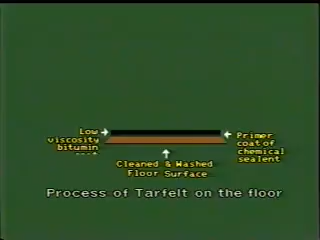 Low
viscosity
bitumin
Primer
coat of
chemical
sealent
Cleaned & Washed
Floor Surface
Process of Tarfelt on the floor